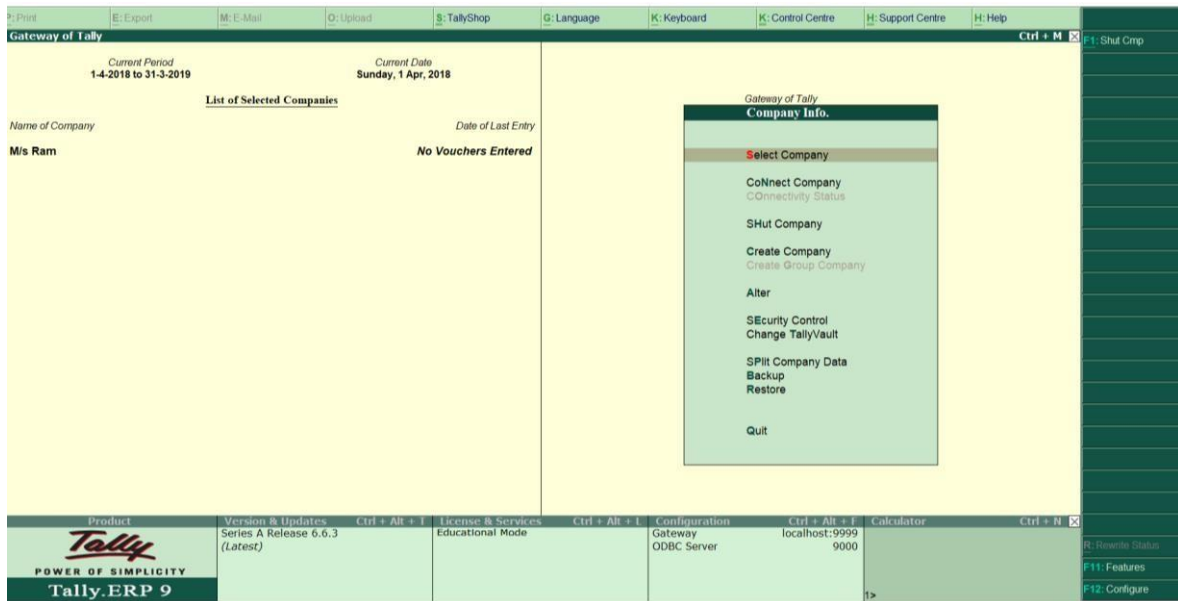 P: Print E: Export M: E-Mail O: Upload S: TallyShop G: Language K: Keyboard K: Control Centre H: Support Centre H: Help
Gateway of Tally Ctrl + M
F1: Shut Cmp
Current Period Current Date
1-4-2018 to 31-3-2019 Sunday, 1 Apr, 2018
List of Selected Companies
Name of Company Date of Last Entry
M/s Ram No Vouchers Entered
Gateway of Tally
Company Info.
Select Company
CoNnect Company
COnnectivity Status
SHut Company
Create Company
Create Group Company
Alter
SEcurity Control
Change TallyVault
SPlit Company Data
Backup
Restore
Quit
Product Version & Updates Ctrl + Alt + T License & Services Ctrl + Alt + L Configuration Ctrl + Alt + F Calculator Ctrl + N
Series A Release 6.6.3 Educational Mode Gateway localhost:9999
(Latest) ODBC Server 9000
Tally
POWER OF SIMPLICITY
Tally.ERP 9
1>
R: Rewrite Status
F11: Features
F12: Configure